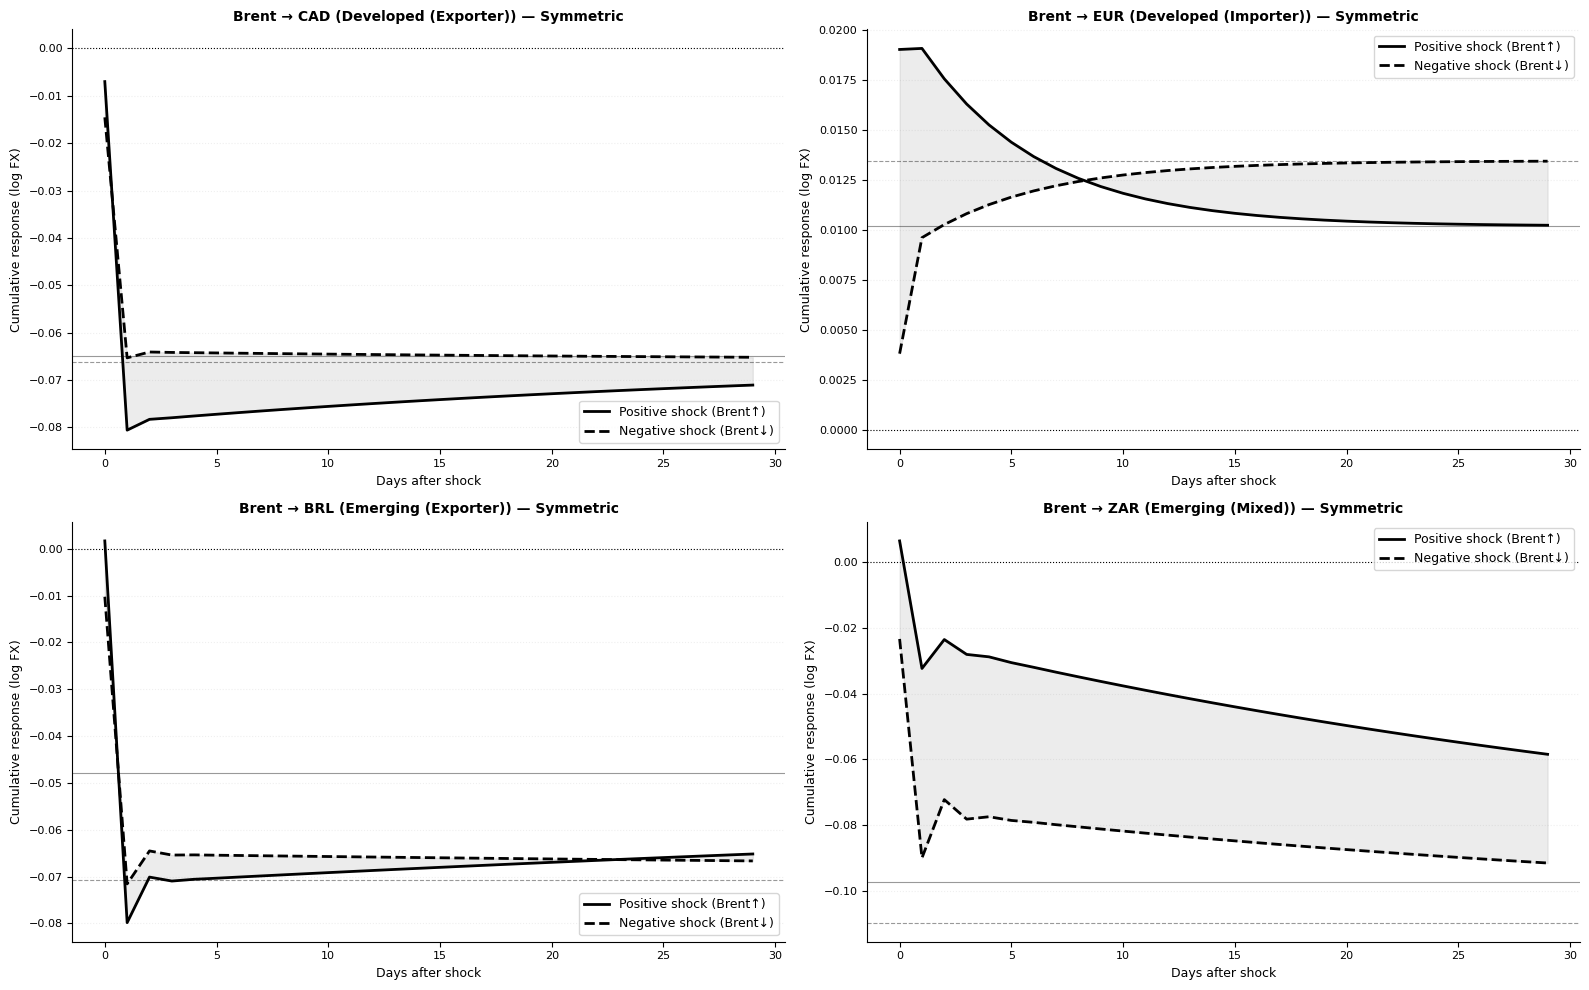 Brent → CAD (Developed (Exporter)) — Symmetric
0.00
−0.01
−0.02
−0.03
−0.04
−0.05
−0.06
−0.07
−0.08
Cumulative response (log FX)
Positive shock (Brent↑)
Negative shock (Brent↓)
0 5 10 15 20 25 30
Days after shock
Brent → EUR (Developed (Importer)) — Symmetric
0.0200
0.0175
0.0150
0.0125
0.0100
0.0075
0.0050
0.0025
0.0000
Cumulative response (log FX)
Positive shock (Brent↑)
Negative shock (Brent↓)
0 5 10 15 20 25 30
Days after shock
Brent → BRL (Emerging (Exporter)) — Symmetric
0.00
−0.01
−0.02
−0.03
−0.04
−0.05
−0.06
−0.07
−0.08
Cumulative response (log FX)
Positive shock (Brent↑)
Negative shock (Brent↓)
0 5 10 15 20 25 30
Days after shock
Brent → ZAR (Emerging (Mixed)) — Symmetric
0.00
−0.02
−0.04
−0.06
−0.08
−0.10
Cumulative response (log FX)
Positive shock (Brent↑)
Negative shock (Brent↓)
0 5 10 15 20 25 30
Days after shock